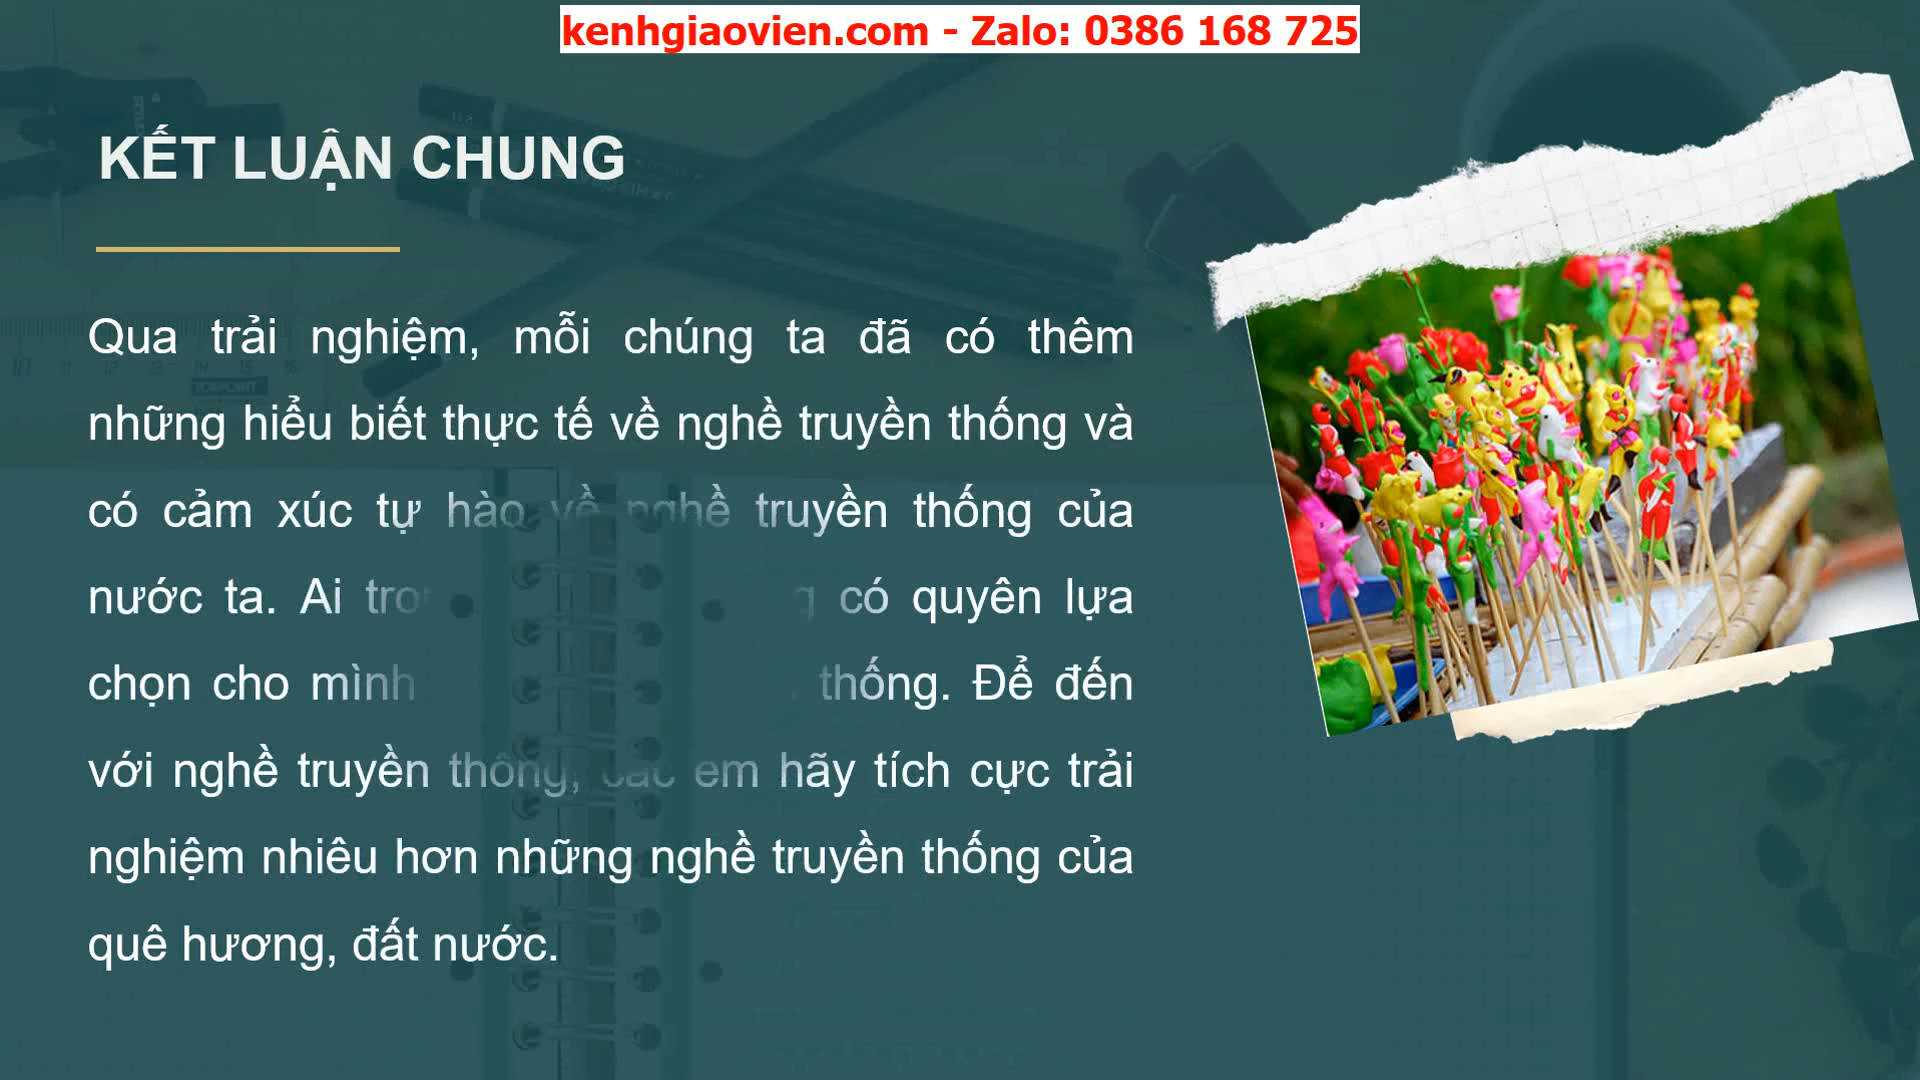 kenhgiaovien.com - Zalo: 0386 168 725
KẾT LUẬN CHUNG
Qua trải nghiệm, mỗi chúng ta đã có thêm
những hiểu biết thực tế về nghề truyền thống và
có cảm xúc tự hào về nghề truyền thống của
nước ta. Ai có quyên lựa
chọn cho mình thống. Để đến
với nghề truyền thống, các em hãy tích cực trải
nghiệm nhiêu hơn những nghề truyền thống của
quê hương, đất nước.